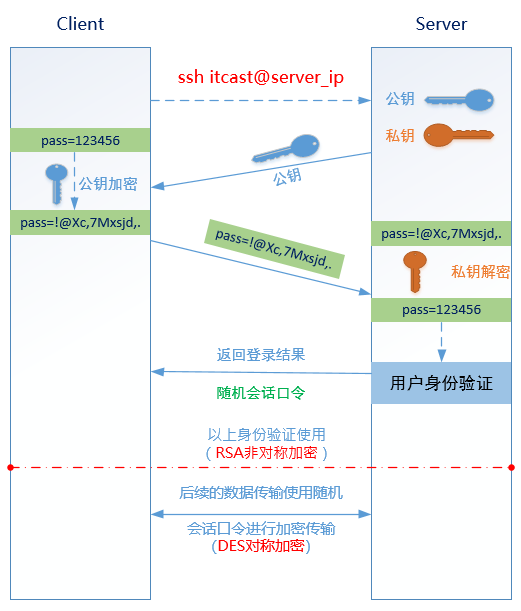 Client
Server
ssh itcast@server_ip
公钥
私钥
pass=123456
公钥
公钥加密
pass=!@Xc,7Mxsjd,.
pass=!@Xc,7Mxsjd,.
pass=!@Xc,7Mxsjd,.
私钥解密
pass=123456
返回登录结果
用户身份验证
随机会话口令
以上身份验证使用
（RSA非对称加密）
后续的数据传输使用随机
会话口令进行加密传输
（DES对称加密）